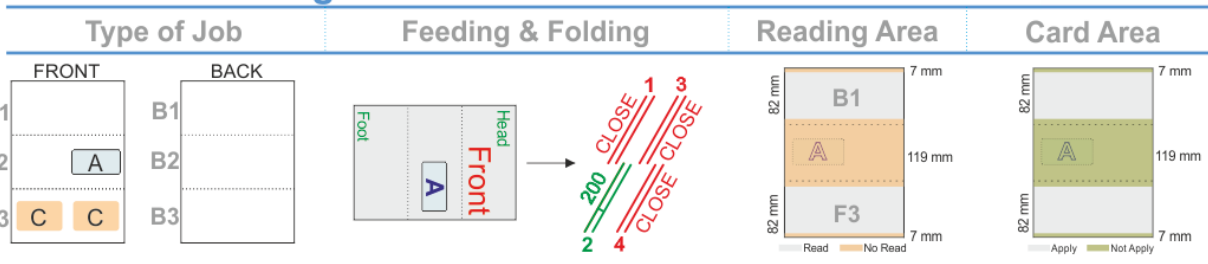 g
Type of Job
Feeding & Folding
Reading Area
Card Area
FRONT
BACK
1
2
3
A
C
C
B1
B2
B3
Foot
Head
Front
A
1
3
CLOSE
CLOSE
200
CLOSE
2
4
7 mm
82 mm
B1
A
119 mm
82 mm
F3
7 mm
Read
No Read
7 mm
82 mm
A
119 mm
82 mm
7 mm
Apply
Not Apply